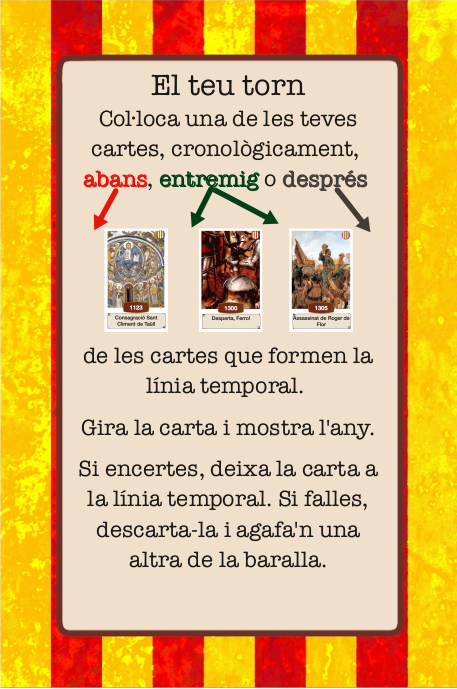 El teu torn
Col·loca una de les teves
cartes, cronològicament,
abans, entremig o després
1123
Consagració Sant
Climent de Taüll
1300
Desperta, Ferro!
1305
Assassinat de Roger de
Flor
de les cartes que formen la
línia temporal.
Gira la carta i mostra l'any.
Si encertes, deixa la carta a
la línia temporal. Si falles,
descarta-la i agafa'n una
altra de la baralla.